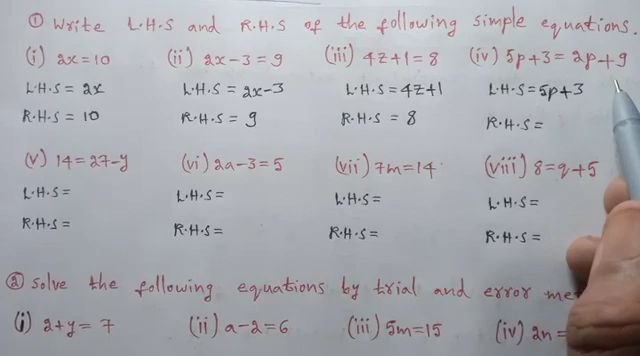 ① Write L.H.S and R.H.S of the following simple equations.
(i) 2x=10 (ii) 2x-3=9 (iii) 4z+1=8 (iv) 5p+3=2p+9
L.H.S=2x L.H.S=2x-3 L.H.S=4z+1 L.H.S=5p+3
R.H.S=10 R.H.S=9 R.H.S=8 R.H.S=
(v) 14=27-y (vi) 2a-3=5 (vii) 7m=14 (viii) 8=q+5
L.H.S= L.H.S= L.H.S= L.H.S=
R.H.S= R.H.S= R.H.S= R.H.S=
② Solve the following equations by trial and error
(i) 2+y=7 (ii) a-2=6 (iii) 5m=15 (iv) 2n=